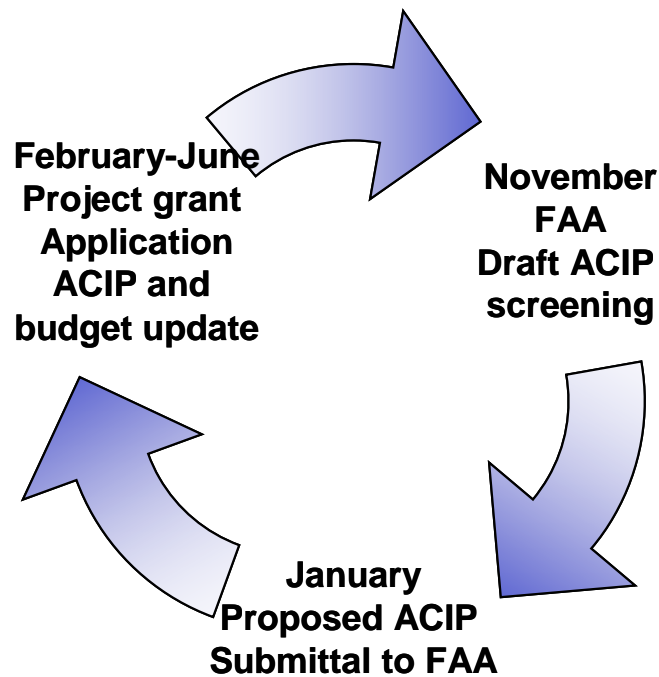 February-June
Project grant
Application
ACIP and
budget update
November
FAA
Draft ACIP
screening
January
Proposed ACIP
Submittal to FAA